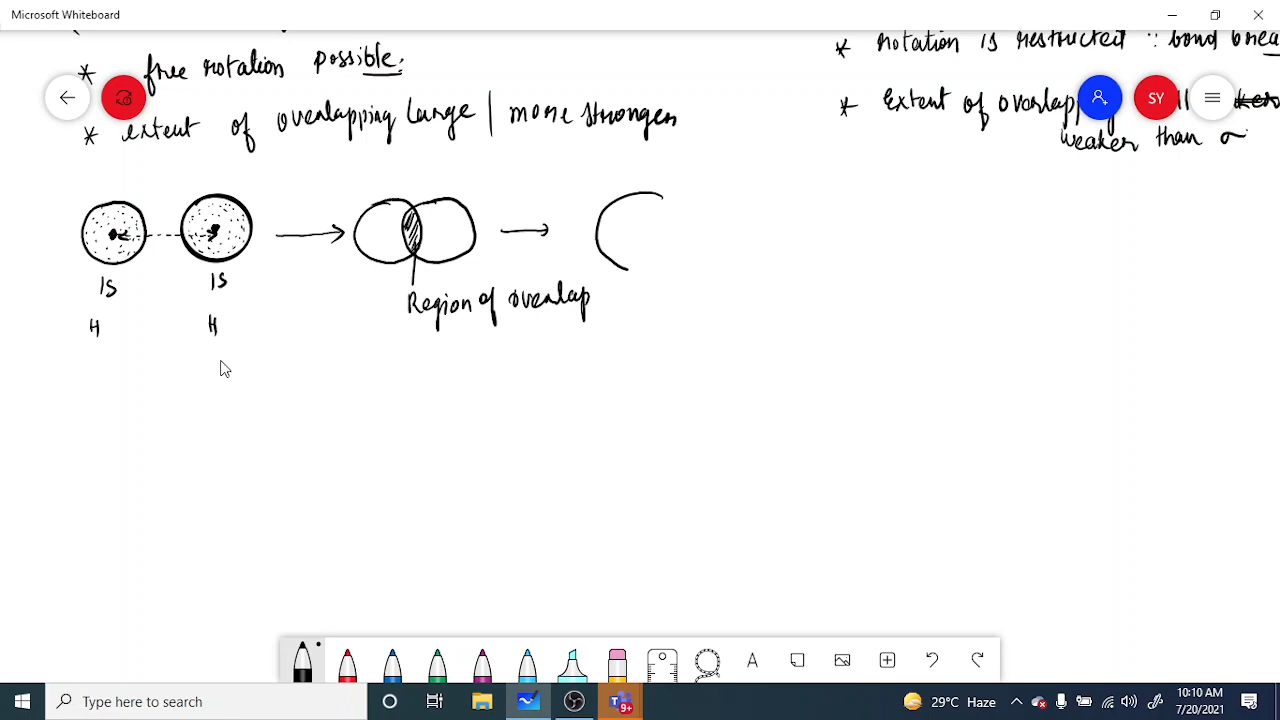 Microsoft Whiteboard
* free rotation possible.
* extent of overlapping large | more stronger
* rotation is restricted ∵ bond brea
* Extent of overlapping
weaker than σ
SY
1S
1S
H
H
Region of overlap
A
Type here to search
9+
29°C Haze
10:10 AM
7/20/2021